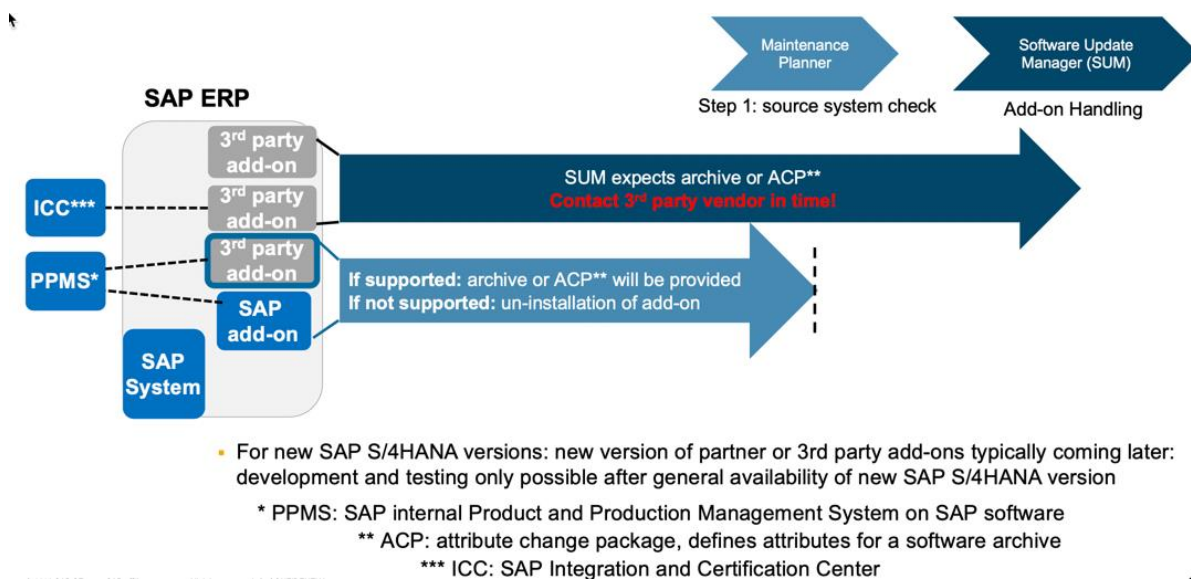 Maintenance
Planner
Software Update
Manager (SUM)
Step 1: source system check
Add-on Handling
SAP ERP
3rd party
add-on
3rd party
add-on
3rd party
add-on
SAP
add-on
SAP
System
ICC***
PPMS*
SUM expects archive or ACP**
Contact 3rd party vendor in time!
If supported: archive or ACP** will be provided
If not supported: un-installation of add-on
▪ For new SAP S/4HANA versions: new version of partner or 3rd party add-ons typically coming later:
development and testing only possible after general availability of new SAP S/4HANA version
* PPMS: SAP internal Product and Production Management System on SAP software
** ACP: attribute change package, defines attributes for a software archive
*** ICC: SAP Integration and Certification Center